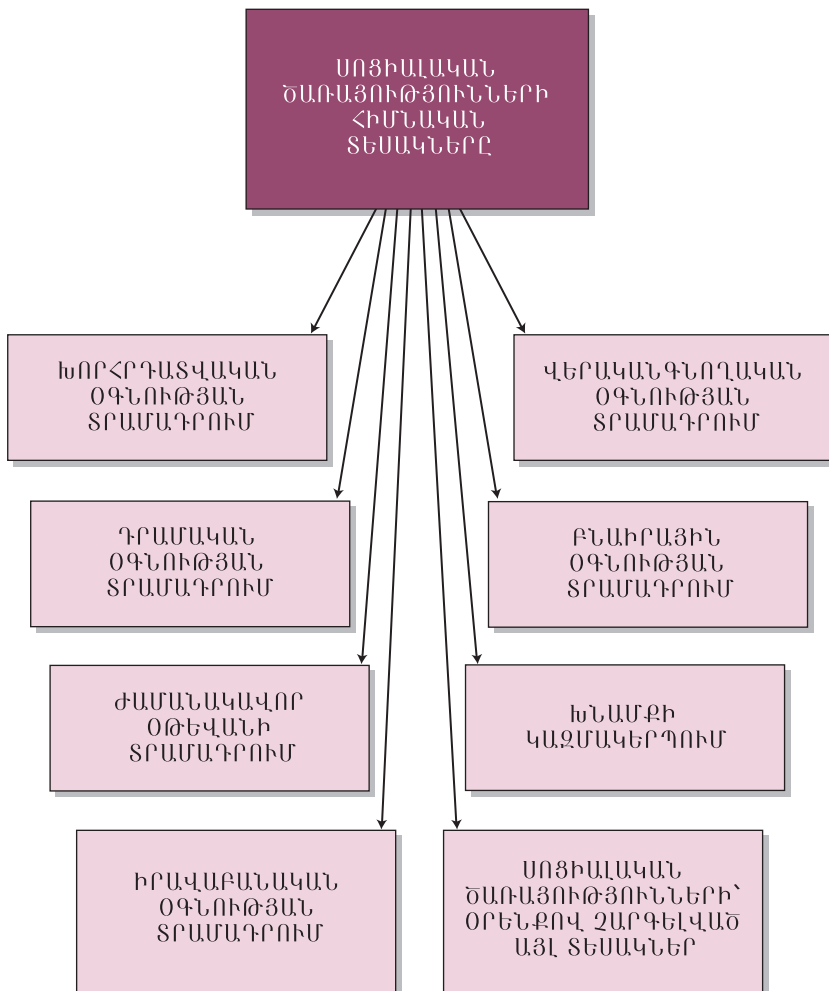 ՍՈՑԻԱԼԱԿԱՆ
ԾԱՌԱՅՈՒԹՅՈՒՆՆԵՐԻ
ՀԻՄՆԱԿԱՆ
ՏԵՍԱԿՆԵՐԸ
ԽՈՐՀՐԴԱՏՎԱԿԱՆ
ՕԳՆՈՒԹՅԱՆ
ՏՐԱՄԱԴՐՈՒՄ
ՎԵՐԱԿԱՆԳՆՈՂԱԿԱՆ
ՕԳՆՈՒԹՅԱՆ
ՏՐԱՄԱԴՐՈՒՄ
ԴՐԱՄԱԿԱՆ
ՕԳՆՈՒԹՅԱՆ
ՏՐԱՄԱԴՐՈՒՄ
ԲՆԱԻՐԱՅԻՆ
ՕԳՆՈՒԹՅԱՆ
ՏՐԱՄԱԴՐՈՒՄ
ԺԱՄԱՆԱԿԱՎՈՐ
ՕԹԵՎԱՆԻ
ՏՐԱՄԱԴՐՈՒՄ
ԽՆԱՄՔԻ
ԿԱԶՄԱԿԵՐՊՈՒՄ
ԻՐԱՎԱԲԱՆԱԿԱՆ
ՕԳՆՈՒԹՅԱՆ
ՏՐԱՄԱԴՐՈՒՄ
ՍՈՑԻԱԼԱԿԱՆ
ԾԱՌԱՅՈՒԹՅՈՒՆՆԵՐԻ՝
ՕՐԵՆՔՈՎ ՉԱՐԳԵԼՎԱԾ
ԱՅԼ ՏԵՍԱԿՆԵՐ